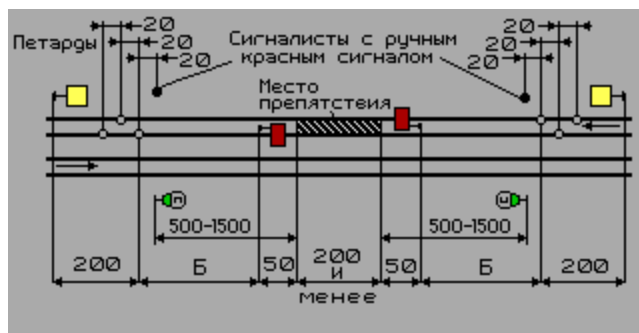 20
20
20
Петарды
Сигналисты с ручным
красным сигналом
20
20
20
Место
препятствия
п
ш
500-1500
500-1500
200
Б
50
200
и
менее
50
Б
200